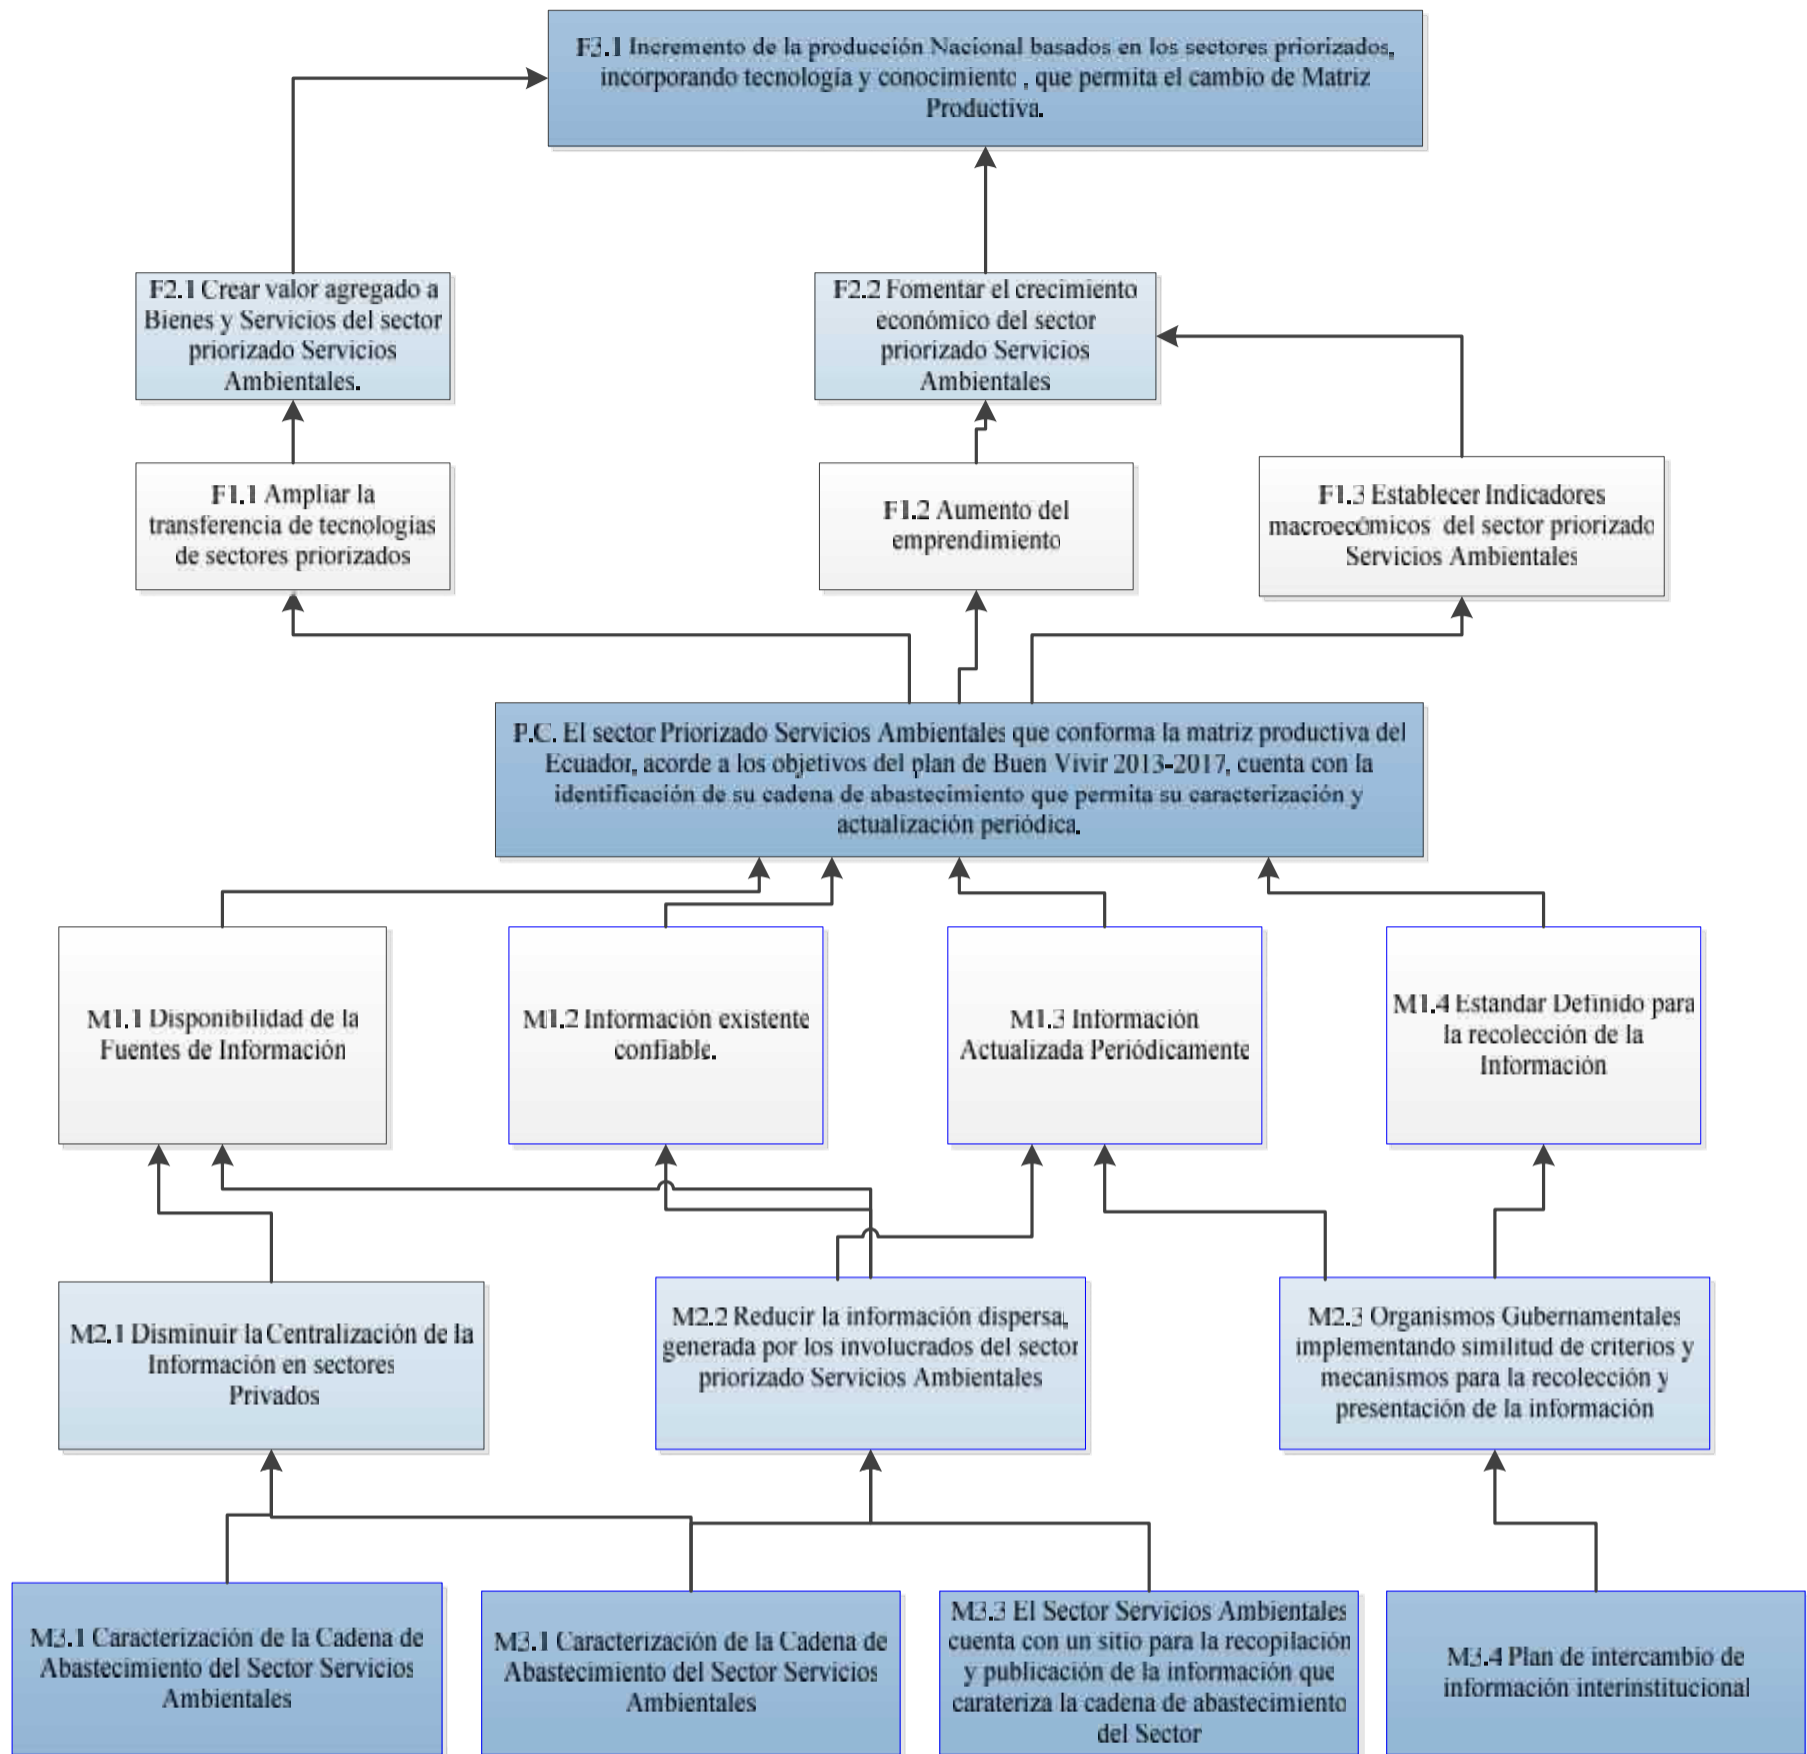 F3.1 Incremento de la producción Nacional basados en los sectores priorizados,
incorporando tecnología y conocimiento , que permita el cambio de Matriz
Productiva.
F2.1 Crear valor agregado a
Bienes y Servicios del sector
priorizado Servicios
Ambientales.
F2.2 Fomentar el crecimiento
económico del sector
priorizado Servicios
Ambientales
F1.1 Ampliar la
transferencia de tecnologías
de sectores priorizados
F1.2 Aumento del
emprendimiento
F1.3 Establecer Indicadores
macroecómicos del sector priorizado
Servicios Ambientales
P.C. El sector Priorizado Servicios Ambientales que conforma la matriz productiva del
Ecuador, acorde a los objetivos del plan de Buen Vivir 2013-2017, cuenta con la
identificación de su cadena de abastecimiento que permita su caracterización y
actualización periódica.
M1.1 Disponibilidad de la
Fuentes de Información
M1.2 Información existente
confiable.
M1.3 Información
Actualizada Periódicamente
M1.4 Estandar Definido para
la recolección de la
Información
M2.1 Disminuir la Centralización de la
Información en sectores
Privados
M2.2 Reducir la información dispersa,
generada por los involucrados del sector
priorizado Servicios Ambientales
M2.3 Organismos Gubernamentales
implementando similitud de criterios y
mecanismos para la recolección y
presentación de la información
M3.1 Caracterización de la Cadena de
Abastecimiento del Sector Servicios
Ambientales
M3.1 Caracterización de la Cadena de
Abastecimiento del Sector Servicios
Ambientales
M3.3 El Sector Servicios Ambientales
cuenta con un sitio para la recopilación
y publicación de la información que
carateriza la cadena de abastecimiento
del Sector
M3.4 Plan de intercambio de
información interinstitucional